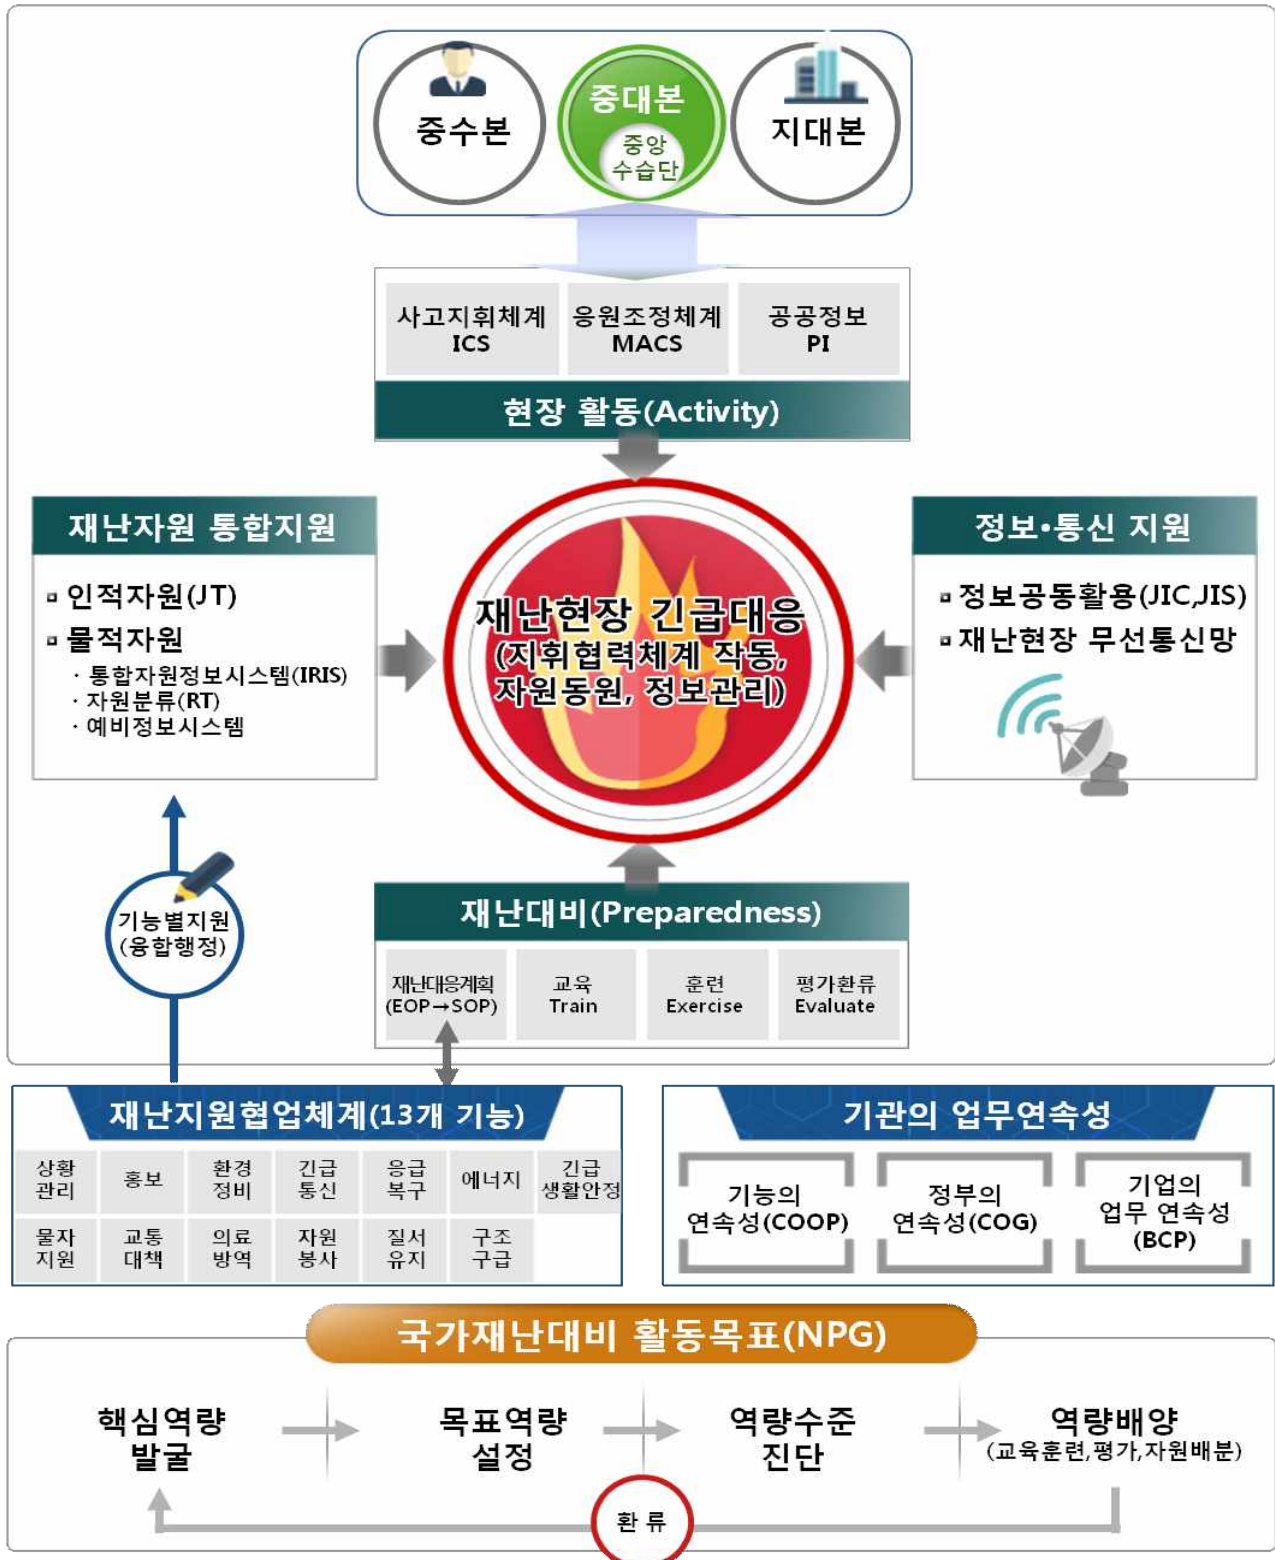 중수본
중대본
중앙
수습단
지대본
사고지휘체계
ICS
응원조정체계
MACS
공공정보
PI
현장 활동(Activity)
재난자원 통합지원
▫ 인적자원(JT)
▫ 물적자원
· 통합자원정보시스템(IRIS)
· 자원분류(RT)
· 예비정보시스템
재난현장 긴급대응
(지휘협력체계 작동,
자원동원, 정보관리)
정보•통신 지원
▫ 정보공동활용(JIC,JIS)
▫ 재난현장 무선통신망
기능별지원
(융합행정)
재난대비(Preparedness)
재난대응계획
(EOP→SOP)
교육
Train
훈련
Exercise
평가환류
Evaluate
재난지원협업체계(13개 기능)
상황
관리
홍보
환경
정비
긴급
통신
응급
복구
에너지
긴급
생활안정
물자
지원
교통
대책
의료
방역
자원
봉사
질서
유지
구조
구급
기관의 업무연속성
기능의
연속성(COOP)
정부의
연속성(COG)
기업의
업무 연속성
(BCP)
국가재난대비 활동목표(NPG)
핵심역량
발굴
목표역량
설정
역량수준
진단
역량배양
(교육훈련,평가,자원배분)
환 류